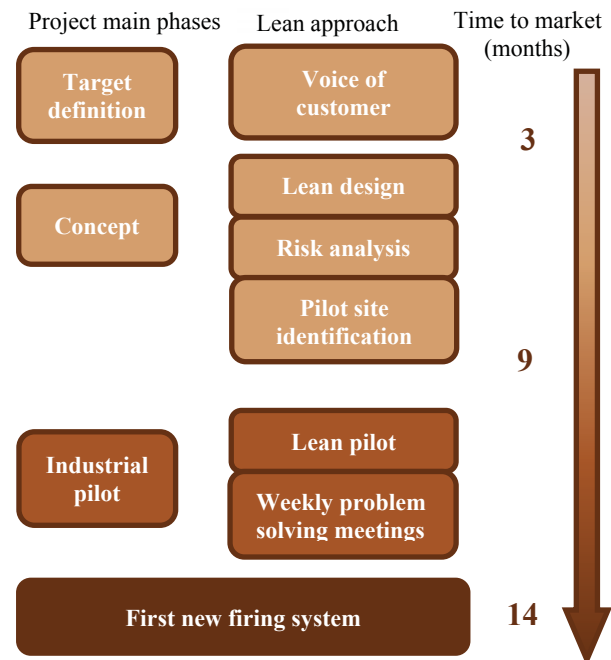 Project main phases
Lean approach
Time to market
(months)
Target
definition
Voice of
customer
3
Concept
Lean design
Risk analysis
Pilot site
identification
9
Industrial
pilot
Lean pilot
Weekly problem
solving meetings
First new firing system
14